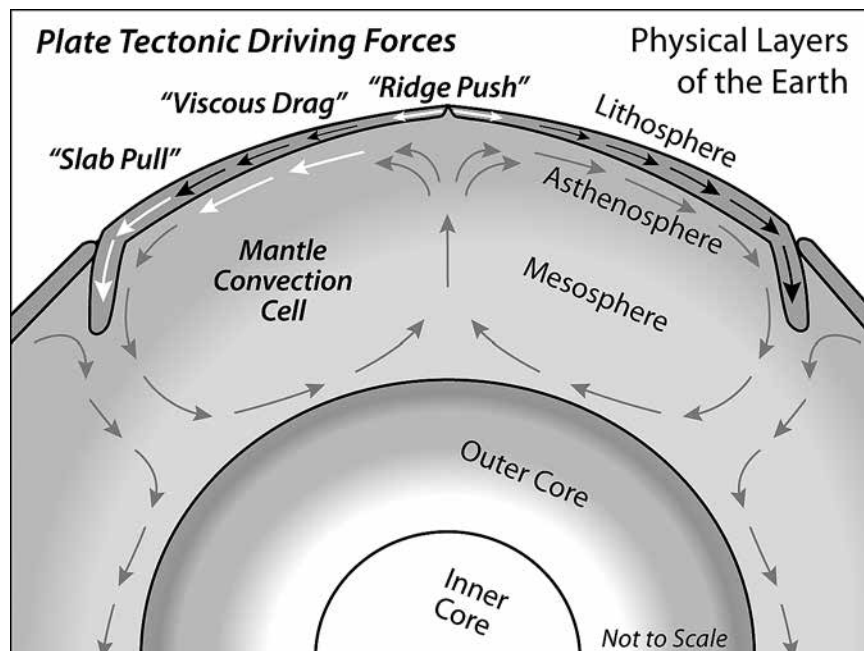 Plate Tectonic Driving Forces
Physical Layers
of the Earth
"Ridge Push"
"Viscous Drag"
"Slab Pull"
Lithosphere
Asthenosphere
Mantle
Convection
Cell
Mesosphere
Outer Core
Inner
Core
Not to Scale